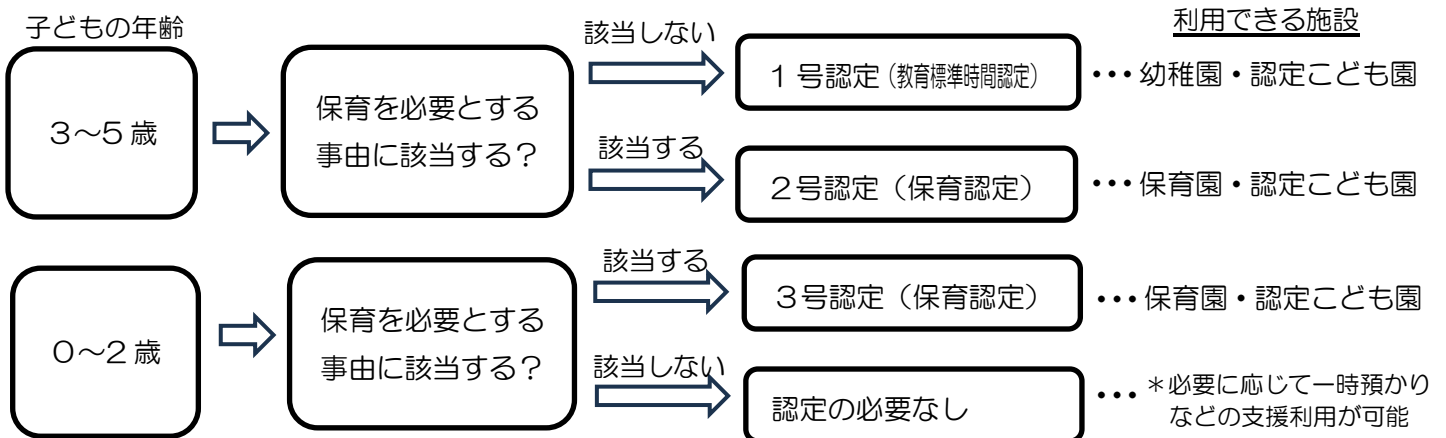 子どもの年齢
利用できる施設
3～5歳
保育を必要とする
事由に該当する？
該当しない
1号認定（教育標準時間認定）
・・・幼稚園・認定こども園
該当する
2号認定（保育認定）
・・・保育園・認定こども園
0～2歳
保育を必要とする
事由に該当する？
該当する
3号認定（保育認定）
・・・保育園・認定こども園
該当しない
認定の必要なし
・・・＊必要に応じて一時預かり
などの支援利用が可能